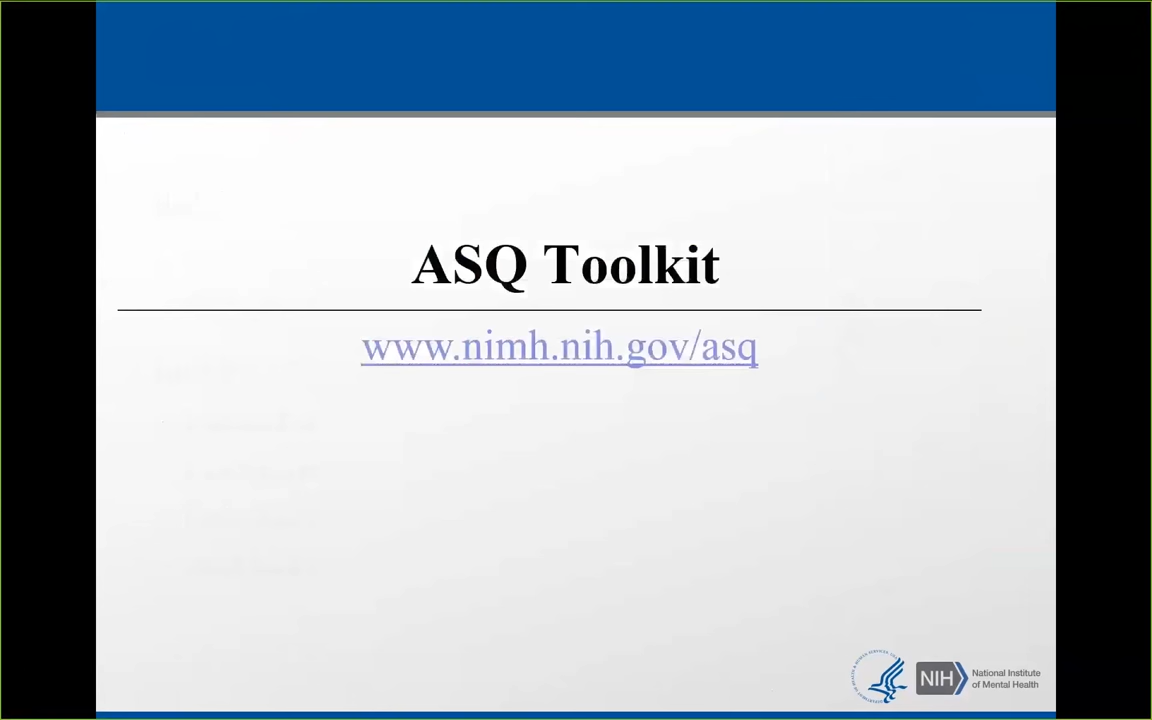 ASQ Toolkit
www.nimh.nih.gov/asq
NIH
National Institute
of Mental Health